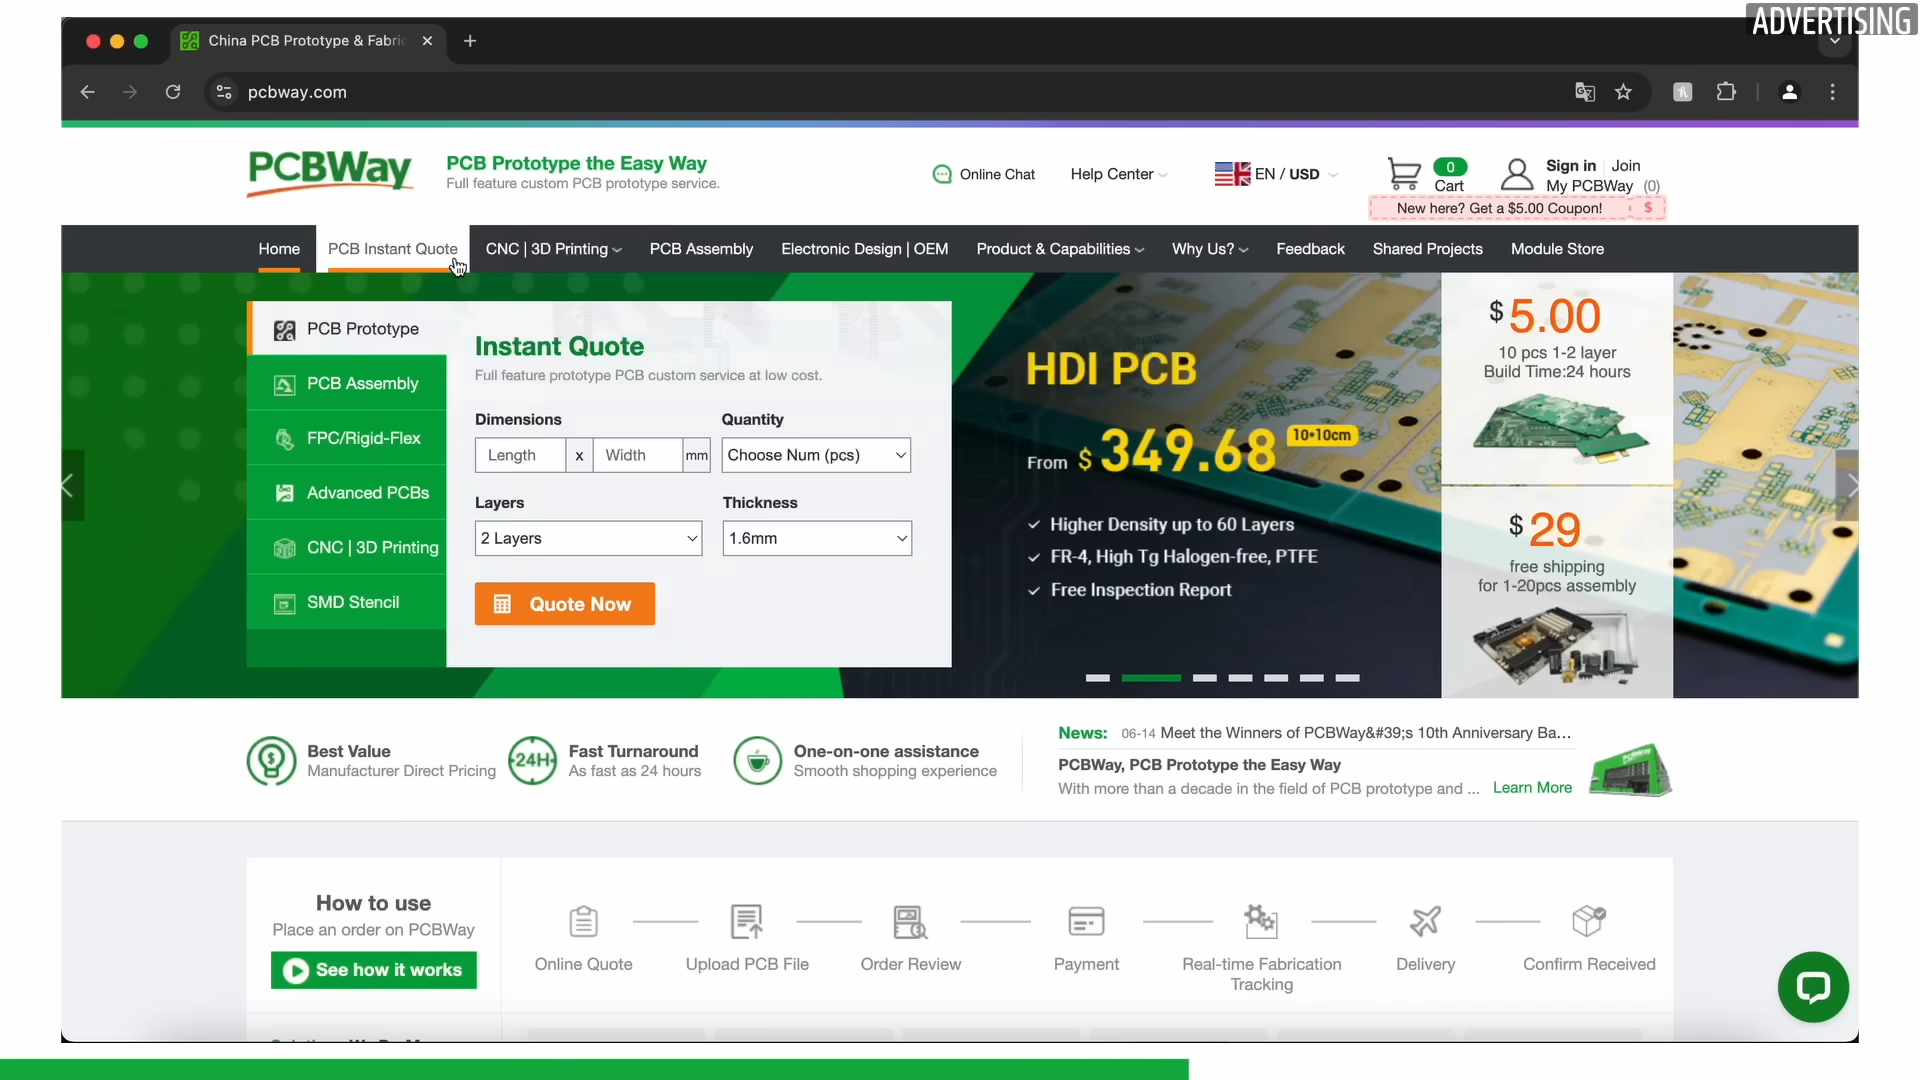 ADVERTISING
China PCB Prototype & Fabric
pcbway.com
PCBWay
PCB Prototype the Easy Way
Full feature custom PCB prototype service.
Online Chat
Help Center
EN / USD
0
Cart
Sign in
Join
My PCBWay (0)
New here? Get a $5.00 Coupon! $
Home
PCB Instant Quote
CNC | 3D Printing
PCB Assembly
Electronic Design | OEM
Product & Capabilities
Why Us?
Feedback
Shared Projects
Module Store
PCB Prototype
PCB Assembly
FPC/Rigid-Flex
Advanced PCBs
CNC | 3D Printing
SMD Stencil
Instant Quote
Full feature prototype PCB custom service at low cost.
Dimensions
Quantity
Length x Width mm
Choose Num (pcs)
Layers
Thickness
2 Layers
1.6mm
Quote Now
HDI PCB
From $ 349.68 10*10cm
Higher Density up to 60 Layers
FR-4, High Tg Halogen-free, PTFE
Free Inspection Report
$ 5.00
10 pcs 1-2 layer
Build Time:24 hours
$ 29
free shipping
for 1-20pcs assembly
Best Value
Manufacturer Direct Pricing
24H
Fast Turnaround
As fast as 24 hours
One-on-one assistance
Smooth shopping experience
News: 06-14 Meet the Winners of PCBWay&#39;s 10th Anniversary Ba...
PCBWay, PCB Prototype the Easy Way
With more than a decade in the field of PCB prototype and ... Learn More
PCBWay
How to use
Place an order on PCBWay
See how it works
Online Quote
Upload PCB File
Order Review
Payment
Real-time Fabrication
Tracking
Delivery
Confirm Received